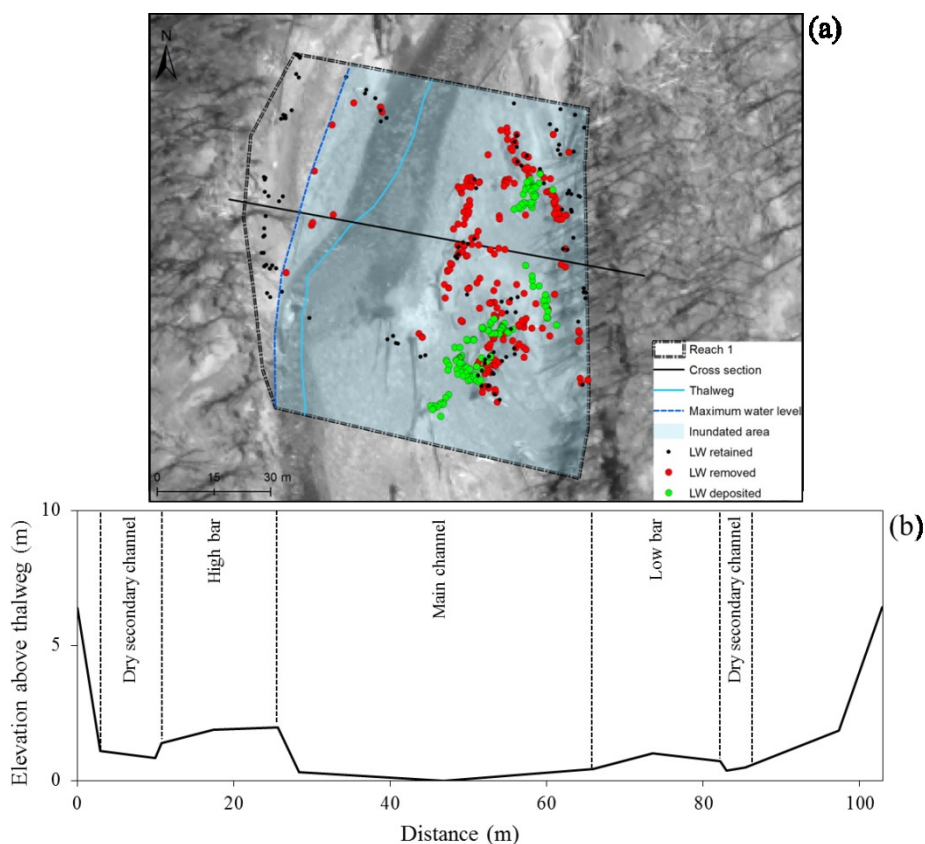 (a)
N
Reach 1
Cross section
Thalweg
Maximum water level
Inundated area
LW retained
LW removed
LW deposited
0 15 30 m
(b)
Elevation above thalweg (m)
10
5
0
Dry secondary channel
High bar
Main channel
Low bar
Dry secondary channel
0 20 40 60 80 100
Distance (m)